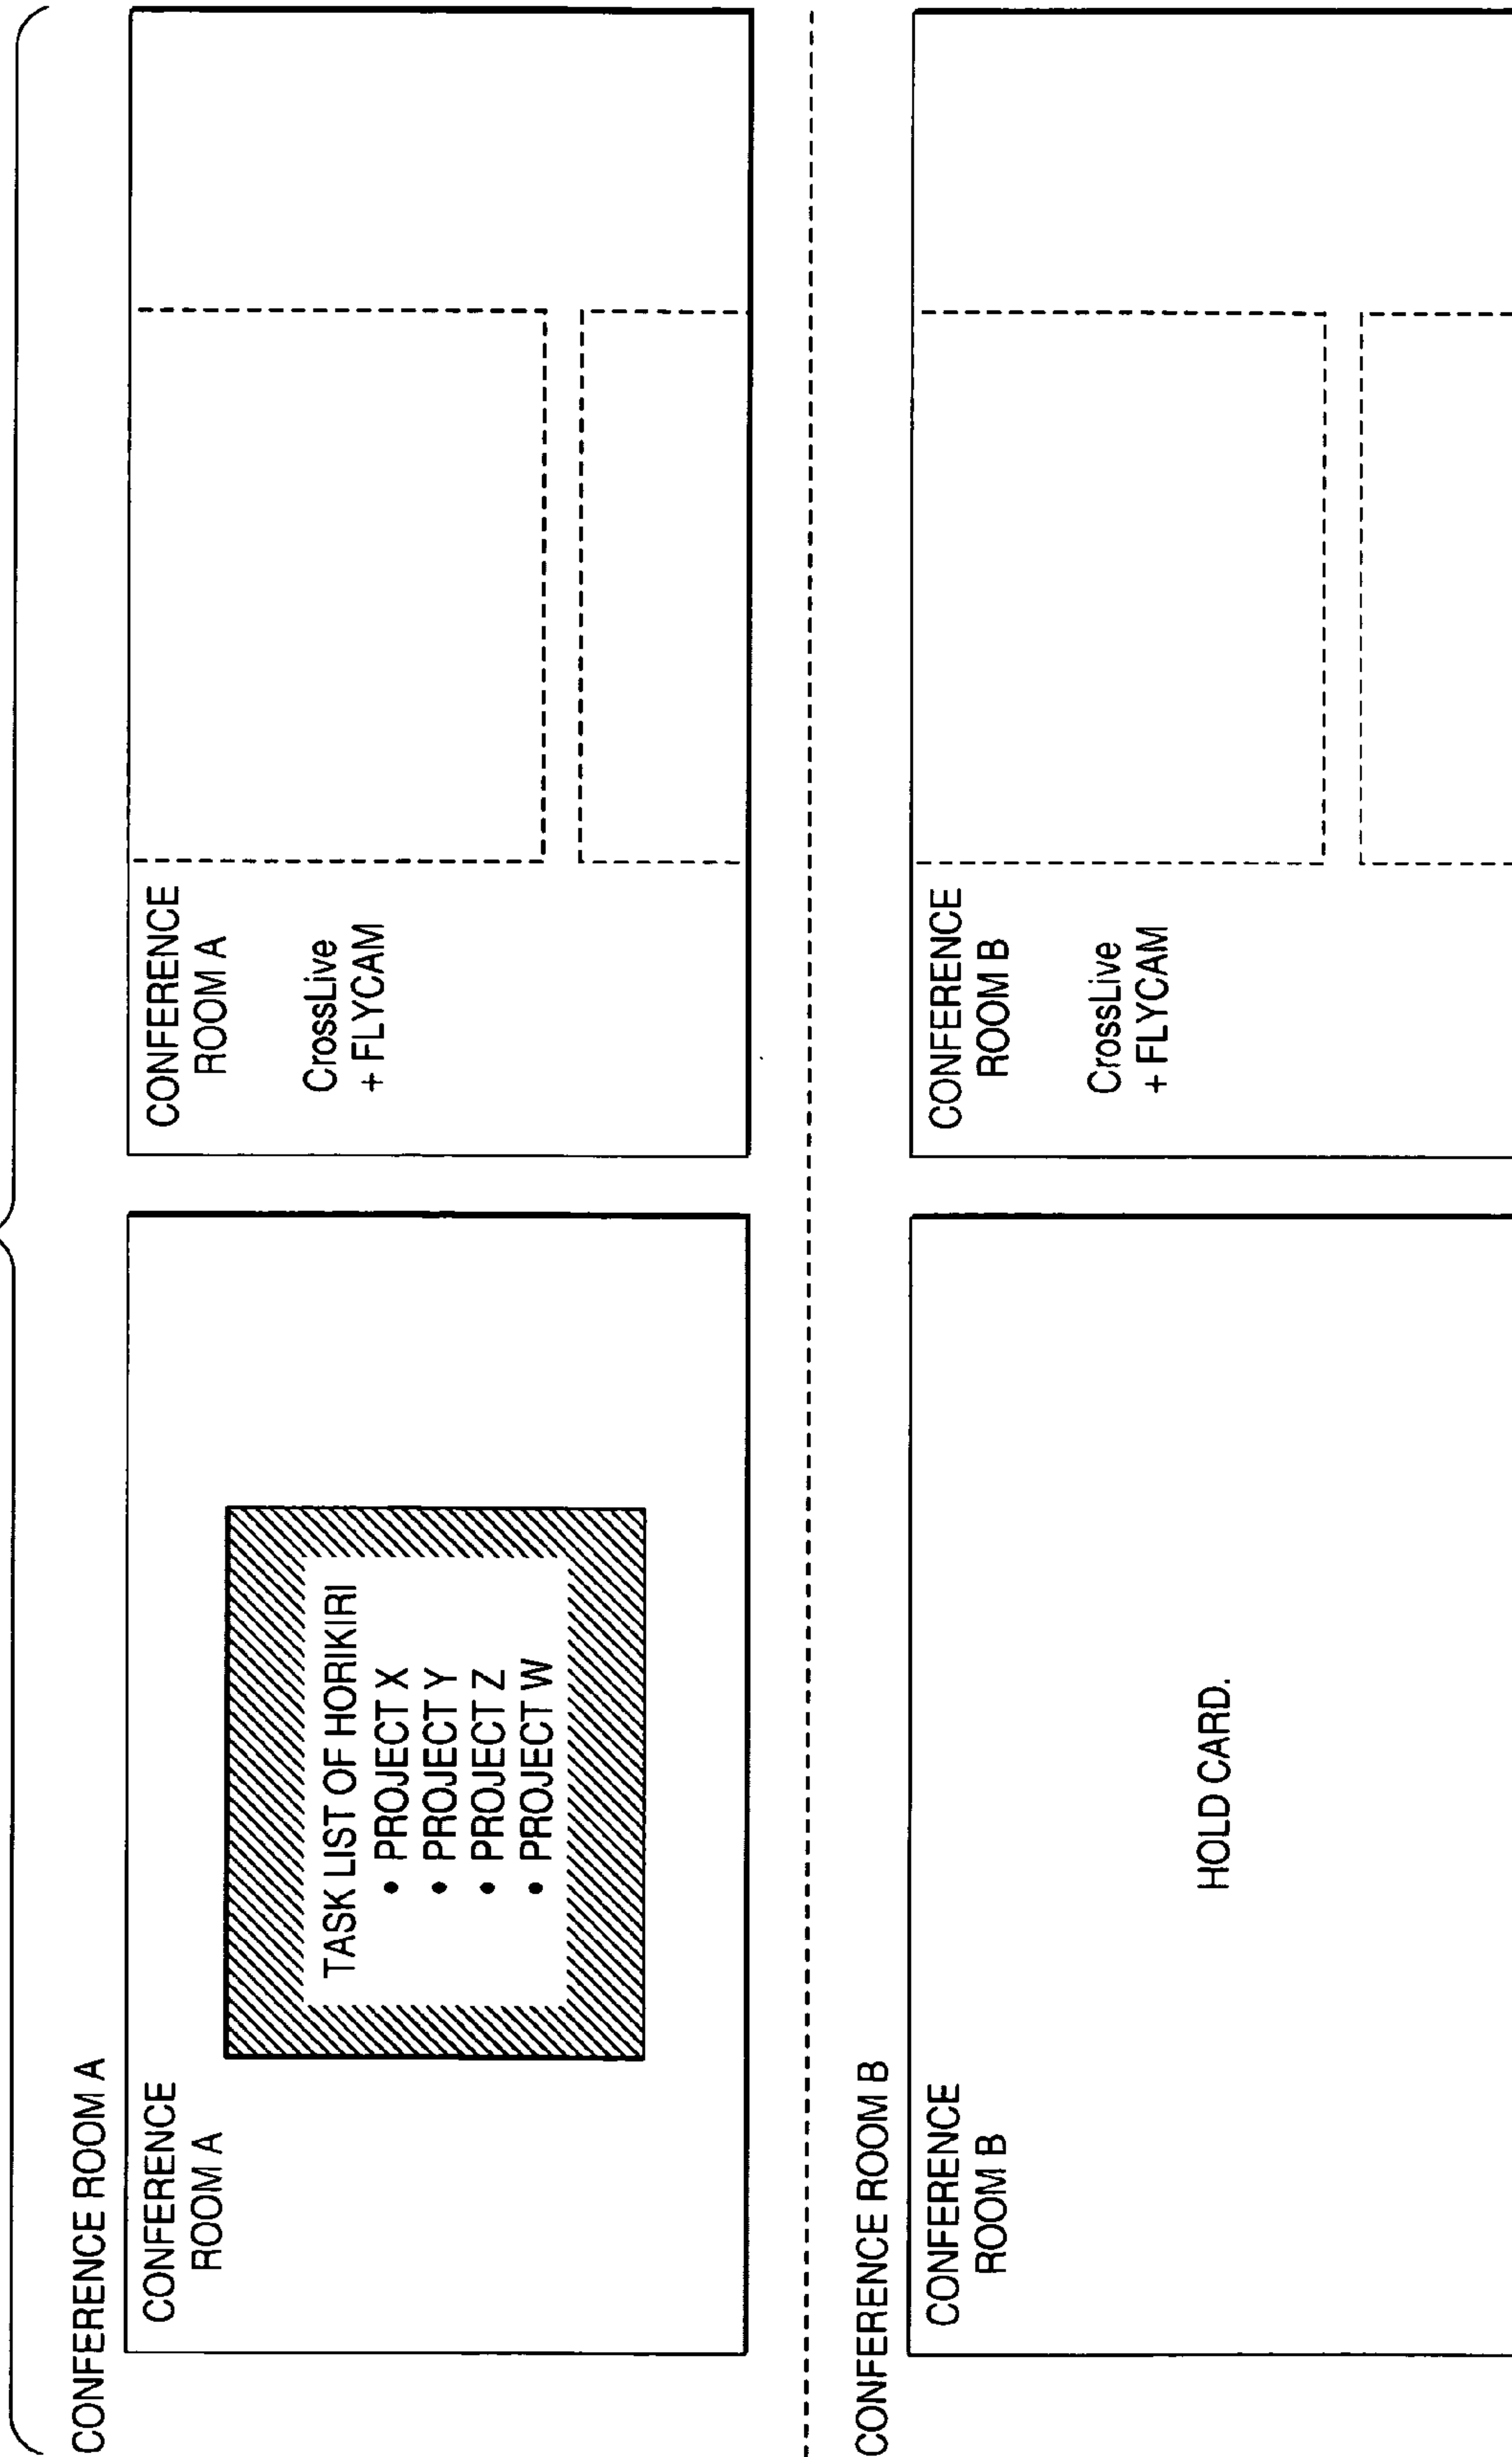 CONFERENCE ROOM A
CONFERENCE
ROOM A
TASK LIST OF HORIKIRI
• PROJECT X
• PROJECT Y
• PROJECT Z
• PROJECT W
CONFERENCE
ROOM A
CrossLive
+ FLYCAM
CONFERENCE ROOM B
CONFERENCE
ROOM B
HOLD CARD.
CONFERENCE
ROOM B
CrossLive
+ FLYCAM